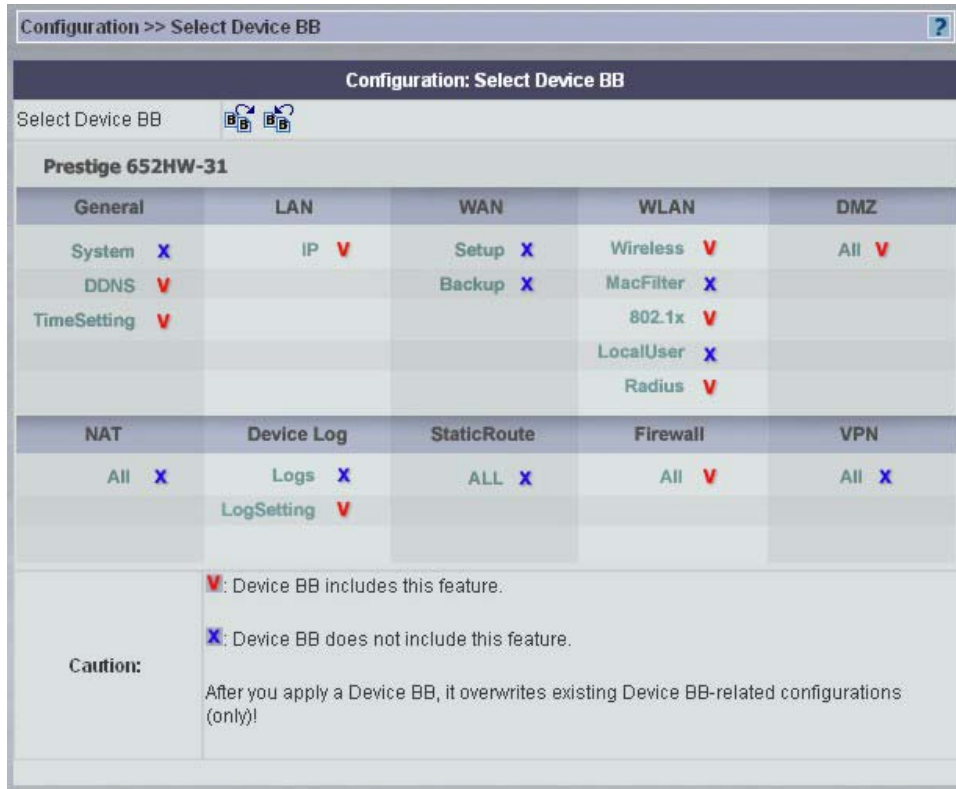 Configuration >> Select Device BB ?
Configuration: Select Device BB
Select Device BB B B B B
Prestige 652HW-31
General LAN WAN WLAN DMZ
System X IP V Setup X Wireless V All V
DDNS V Backup X MacFilter X
TimeSetting V 802.1x V
LocalUser X
Radius V
NAT Device Log StaticRoute Firewall VPN
All X Logs X ALL X All V All X
LogSetting V
Caution:
V: Device BB includes this feature.
X: Device BB does not include this feature.
After you apply a Device BB, it overwrites existing Device BB-related configurations
(only)!